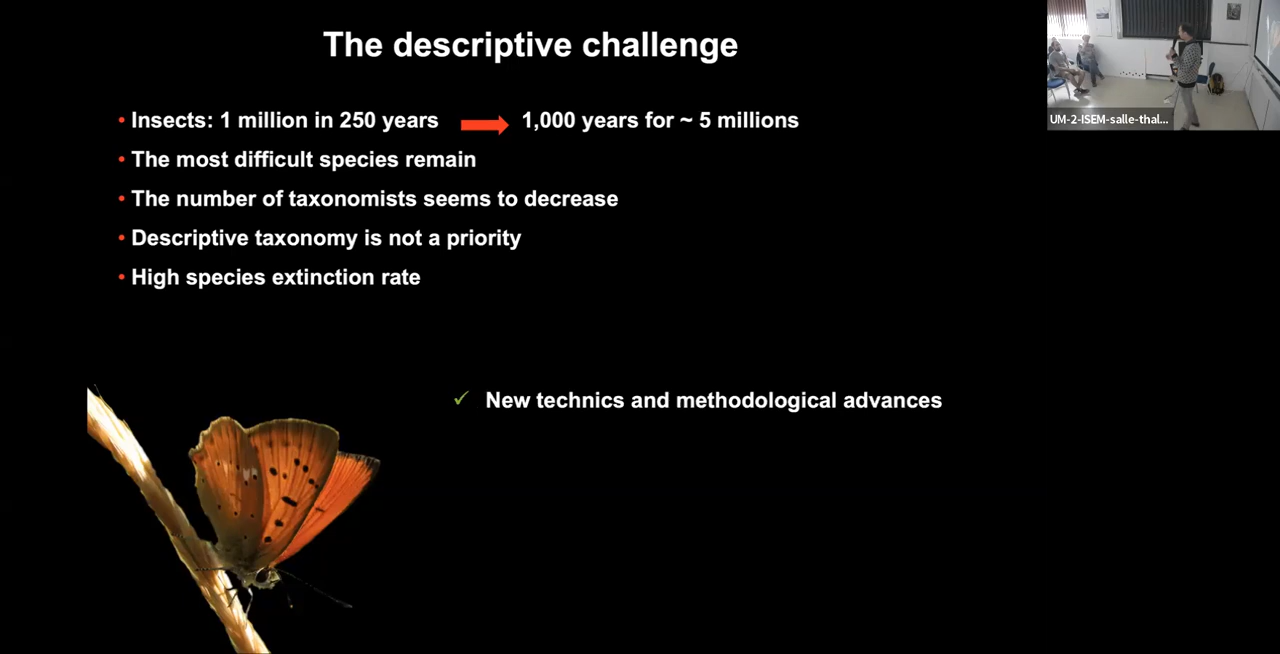 The descriptive challenge
• Insects: 1 million in 250 years 1,000 years for ~ 5 millions
• The most difficult species remain
• The number of taxonomists seems to decrease
• Descriptive taxonomy is not a priority
• High species extinction rate
✓ New technics and methodological advances
UM-2-ISEM-salle-thal...